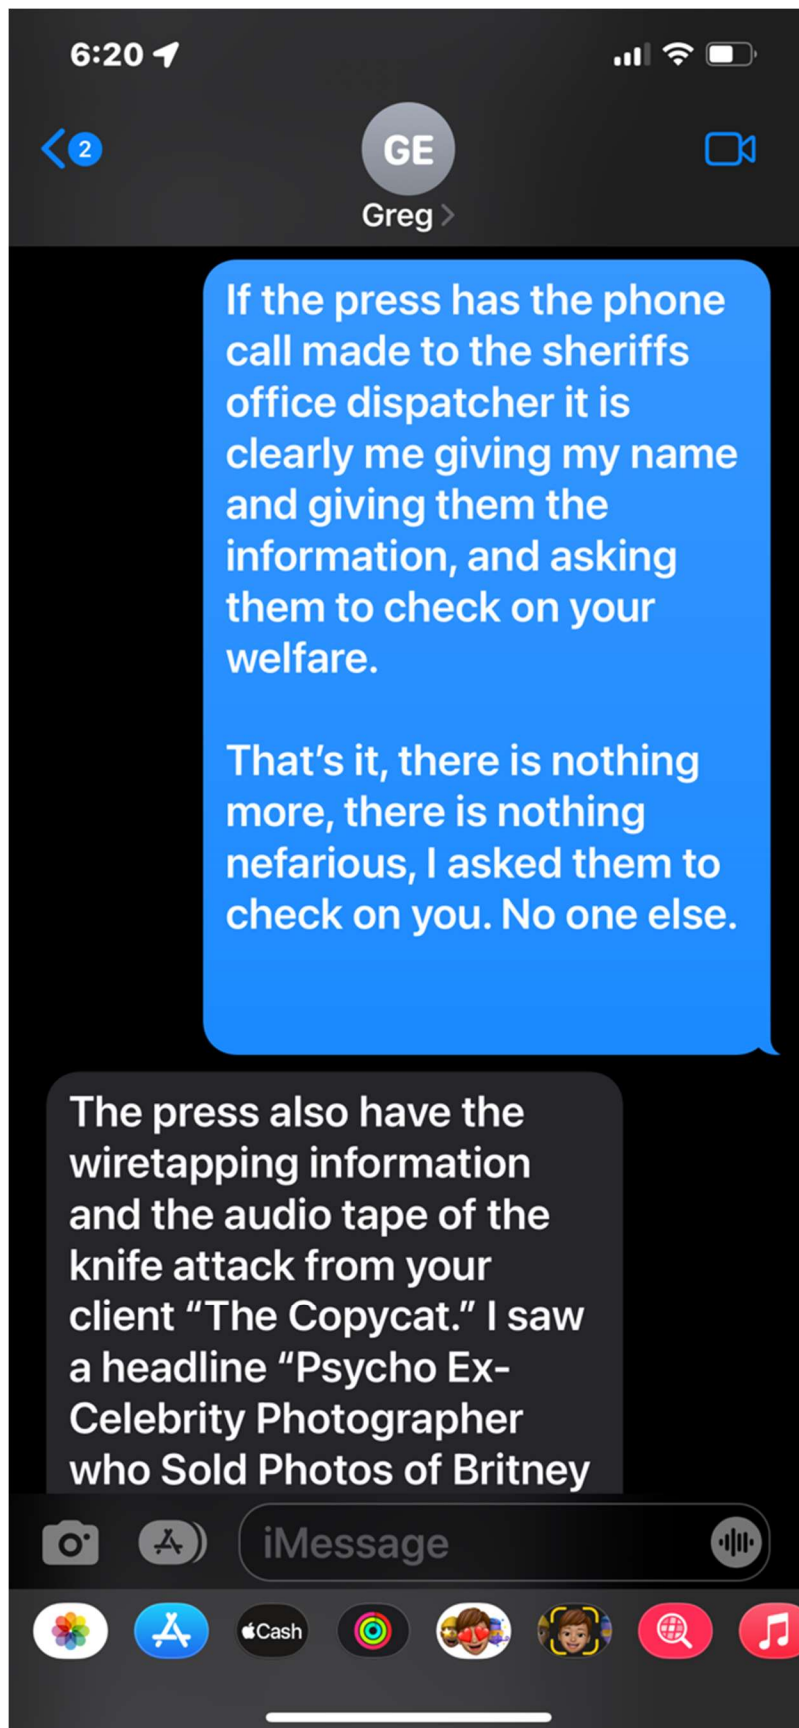 6:20
2
GE
Greg
If the press has the phone
call made to the sheriffs
office dispatcher it is
clearly me giving my name
and giving them the
information, and asking
them to check on your
welfare.
That’s it, there is nothing
more, there is nothing
nefarious, I asked them to
check on you. No one else.
The press also have the
wiretapping information
and the audio tape of the
knife attack from your
client “The Copycat.” I saw
a headline “Psycho Ex-
Celebrity Photographer
who Sold Photos of Britney
iMessage
Cash